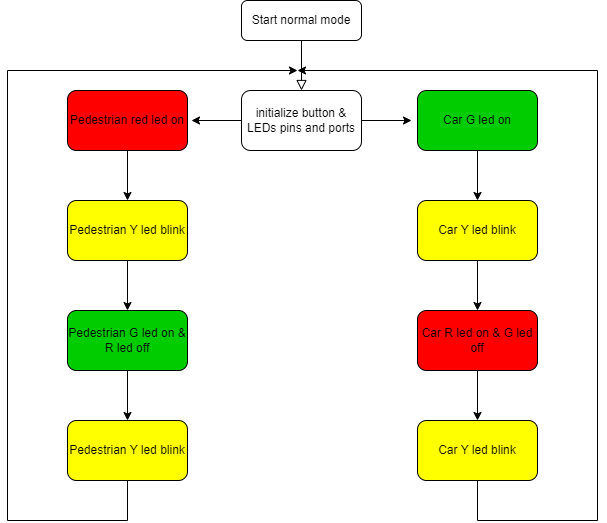 Start normal mode
Pedestrian red led on
initialize button &
LEDs pins and ports
Car G led on
Pedestrian Y led blink
Car Y led blink
Pedestrian G led on &
R led off
Car R led on & G led
off
Pedestrian Y led blink
Car Y led blink